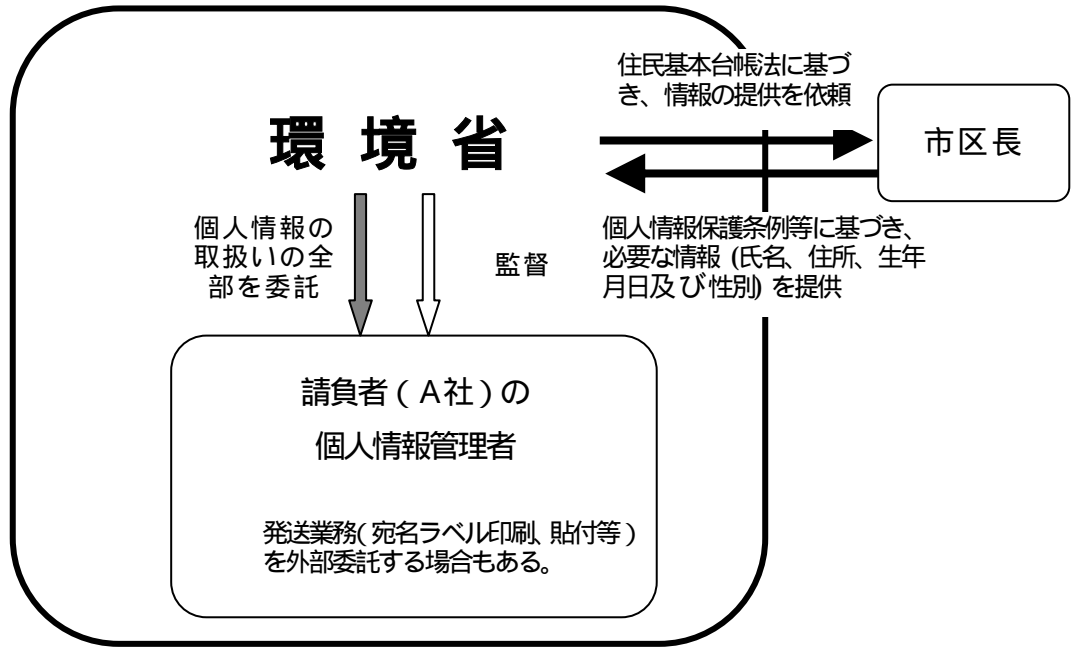 住民基本台帳法に基づ
き、情報の提供を依頼
環境省
市区長
個人情報の
取扱いの全
部を委託
監督
個人情報保護条例等に基づき、
必要な情報 (氏名、住所、生年
月日及び性別) を提供
請負者（A社）の
個人情報管理者
発送業務(宛名ラベル印刷、貼付等)
を外部委託する場合もある。